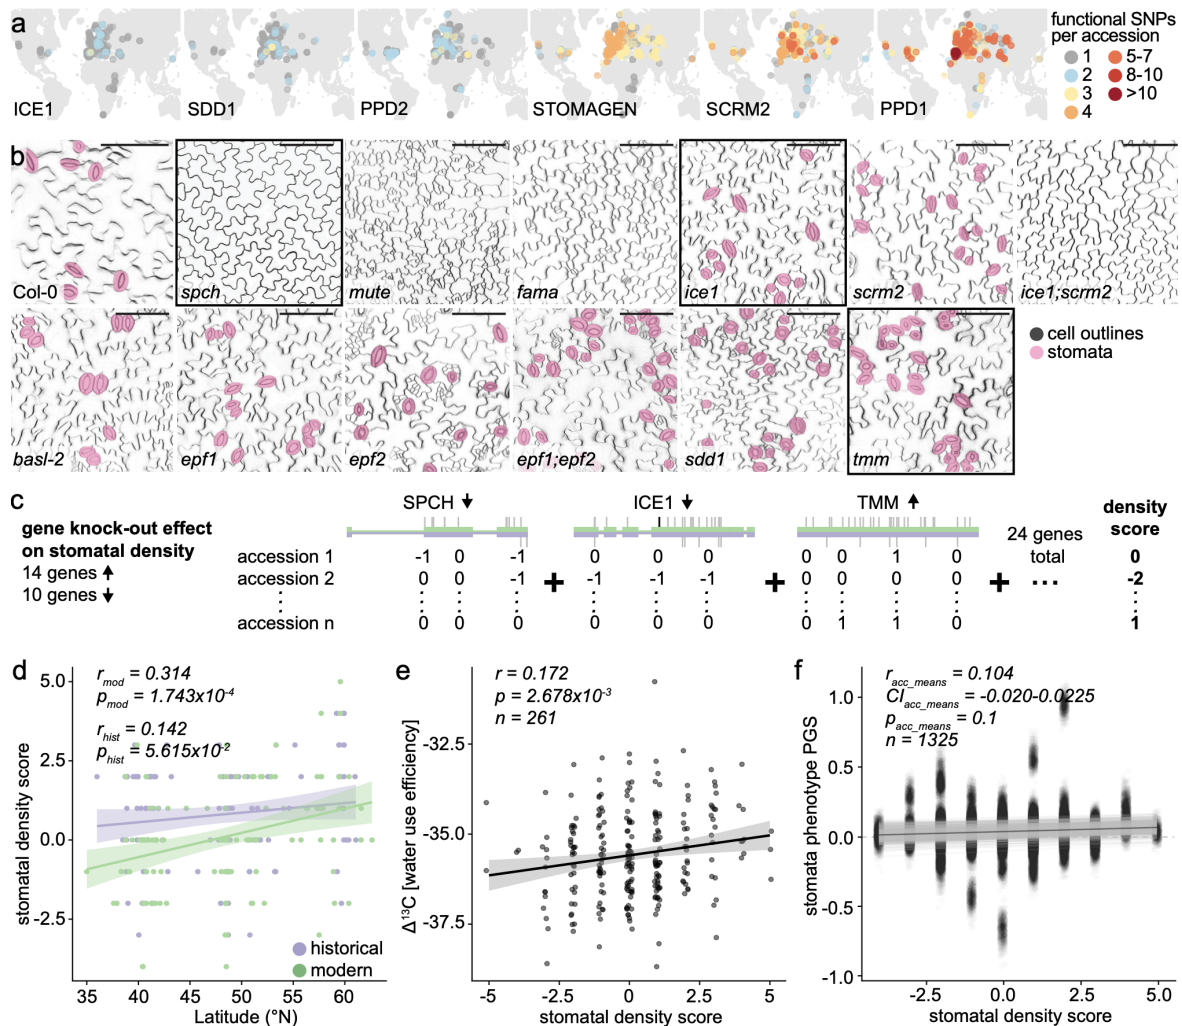 a
ICE1
SDD1
PPD2
STOMAGEN
SCRM2
PPD1
functional SNPs
per accession
1
2
3
4
5-7
8-10
>10
b
Col-0
spch
mute
fama
ice1
scrm2
ice1;scrm2
basl-2
epf1
epf2
epf1;epf2
sdd1
tmm
cell outlines
stomata
c
gene knock-out effect
on stomatal density
14 genes ↑
10 genes ↓
SPCH ↓
ICE1 ↓
TMM ↑
24 genes
total
density
score
accession 1 -1 0 -1 0 0 0 0 0 1 0 0
accession 2 0 0 -1 + -1 -1 -1 + 0 0 0 0 + ... -2
accession n 0 0 0 0 0 0 0 1 1 0 1
d
r_mod = 0.314
p_mod = 1.743x10^-4
r_hist = 0.142
p_hist = 5.615x10^-2
stomatal density score
5.0
2.5
0.0
-2.5
historical
modern
35 40 45 50 55 60
Latitude (°N)
e
r = 0.172
p = 2.678x10^-3
n = 261
Δ13C [water use efficiency]
-32.5
-35.0
-37.5
-5 -3 0 3 5
stomatal density score
f
r_acc_means = 0.104
CI_acc_means = -0.020-0.0225
p_acc_means = 0.1
n = 1325
stomata phenotype PGS
1.0
0.5
0.0
-0.5
-1.0
-2.5 0.0 2.5 5.0
stomatal density score